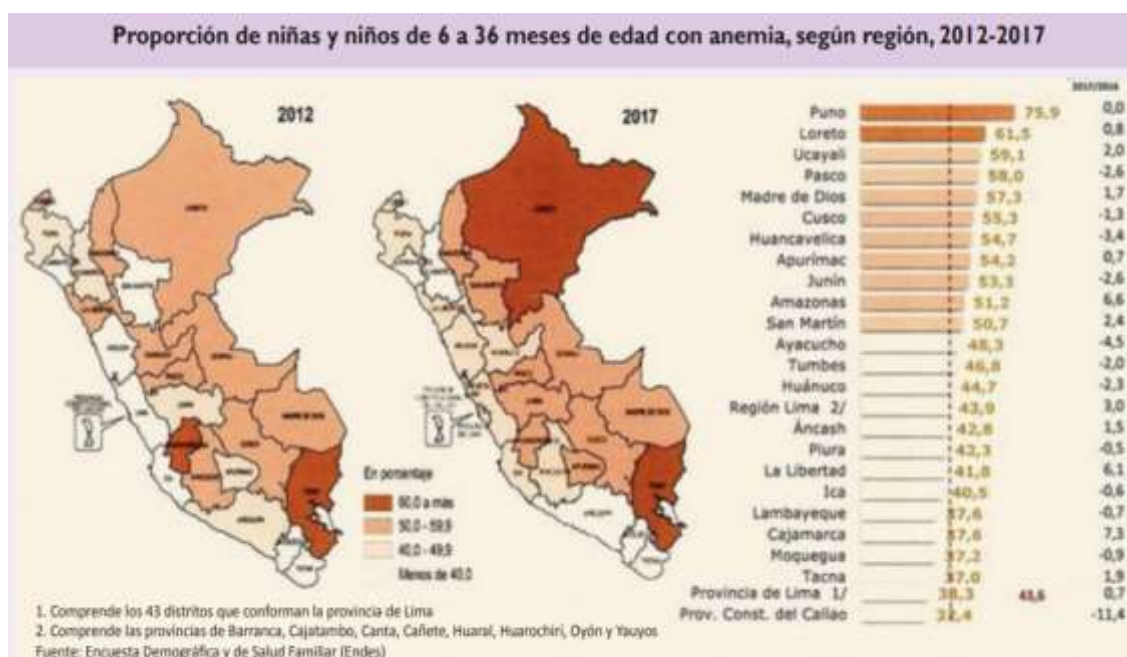 Proporción de niñas y niños de 6 a 36 meses de edad con anemia, según región, 2012-2017
2012
2017
2017/2016
Puno 75,9 0,0
Loreto 61,5 0,8
Ucayali 59,1 2,0
Pasco 58,0 -2,6
Madre de Dios 57,3 1,7
Cusco 55,3 -1,3
Huancavelica 54,7 -3,4
Apurímac 54,2 0,7
Junín 53,3 -2,6
Amazonas 51,2 6,6
San Martín 50,7 2,4
Ayacucho 48,3 -4,5
Tumbes 46,8 -2,0
Huánuco 44,7 -2,3
Región Lima 2/ 43,9 3,0
Áncash 42,8 1,5
Piura 42,3 -0,5
La Libertad 41,8 6,1
Ica 40,5 -0,6
Lambayeque 37,6 -0,7
Cajamarca 37,6 7,3
Moquegua 37,2 -0,9
Tacna 37,0 1,9
Provincia de Lima 1/ 38,3 43,6 0,7
Prov. Const. del Callao 32,4 -11,4
En porcentaje
60,0 a más
50,0 - 59,9
40,0 - 49,9
Menos de 40,0
1. Comprende los 43 distritos que conforman la provincia de Lima
2. Comprende las provincias de Barranca, Cajatambo, Canta, Cañete, Huaral, Huarochirí, Oyón y Yauyos
Fuente: Encuesta Demográfica y de Salud Familiar (Endes)